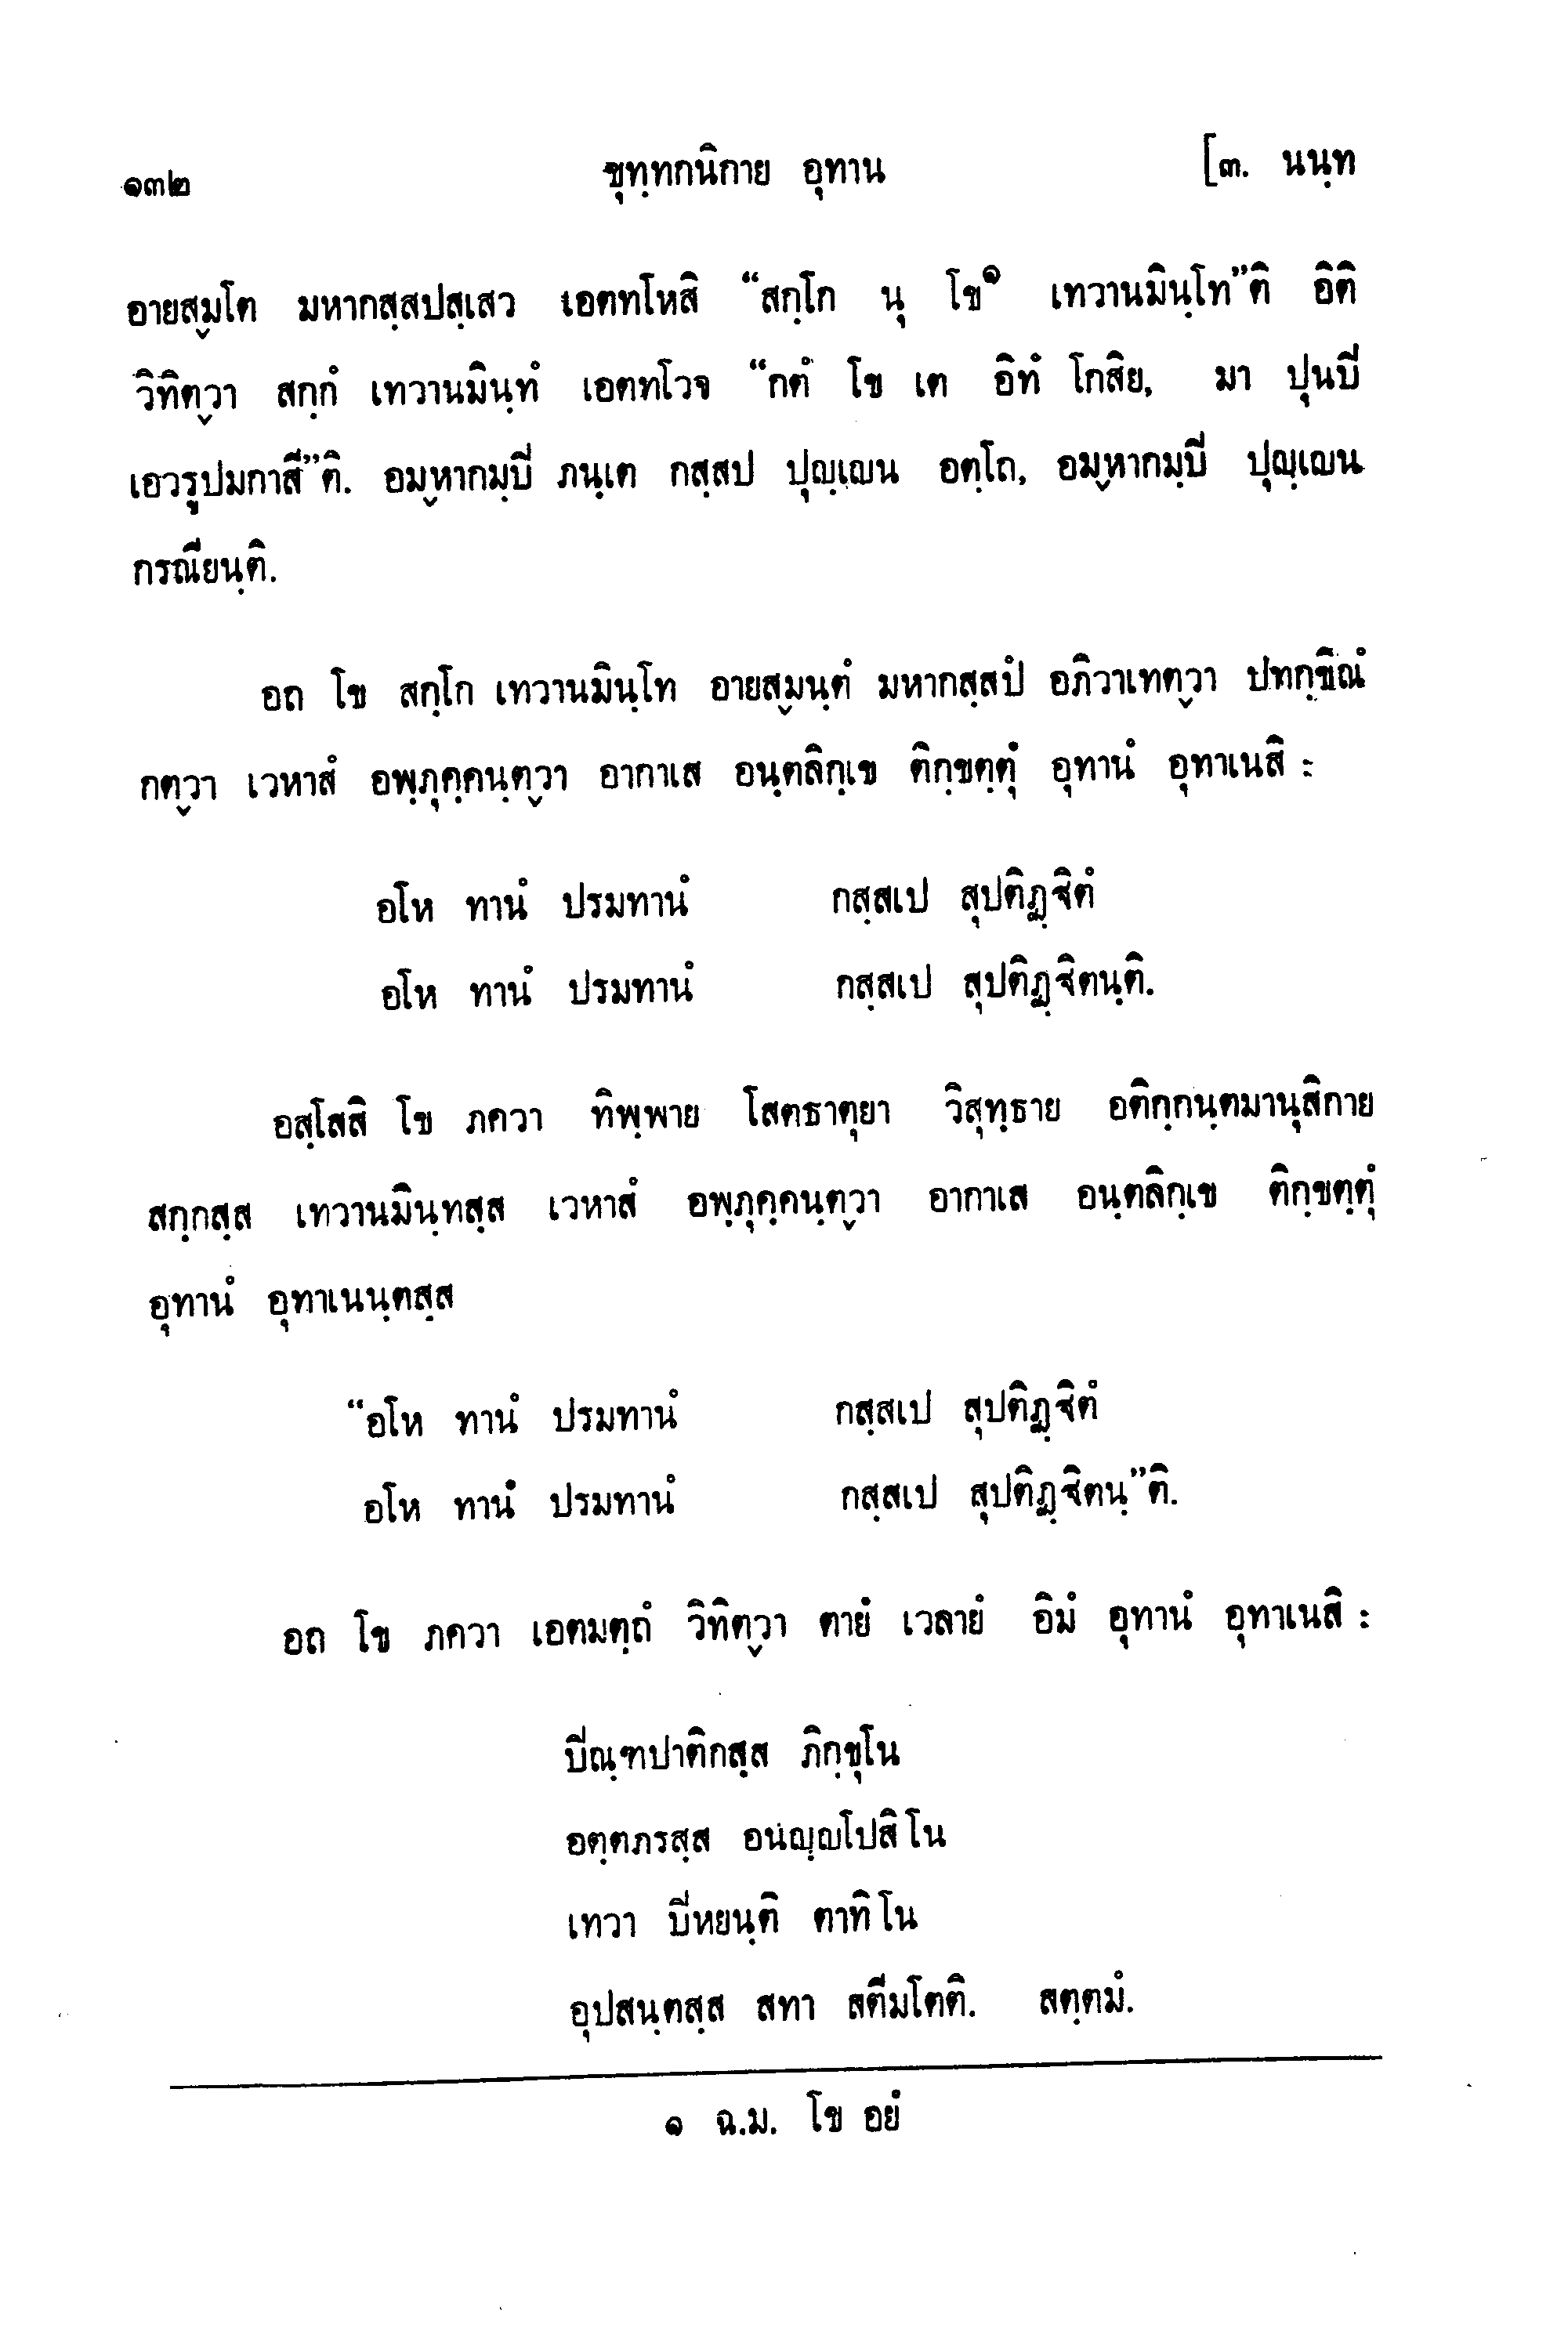 ๑๓๒ ขุทฺทกนิกาย อุทาน [๓. นนฺท
อายสฺมโต มหากสฺสปสฺเสว เอตทโหสิ “สกฺโก นุ โข๑ เทวานมินฺโท”ติ อิติ
วิทิตฺวา สกฺกํ เทวานมินฺทํ เอตทโวจ “กตํ โข เต อิทํ โกสิย, มา ปุนปิ
เอวรูปมกาสี”ติ. อมฺหากมฺปิ ภนฺเต กสฺสป ปุญฺเญน อตฺโถ, อมฺหากมฺปิ ปุญฺเญน
กรณียนฺติ.
อถ โข สกฺโก เทวานมินฺโท อายสฺมนฺตํ มหากสฺสปํ อภิวาเทตฺวา ปทกฺขิณํ
กตฺวา เวหาสํ อพฺภุคฺคนฺตฺวา อากาเส อนฺตลิกฺเข ติกฺขตฺตุํ อุทานํ อุทาเนสิ :
อโห ทานํ ปรมทานํ กสฺสเป สุปติฏฺฐิตํ
อโห ทานํ ปรมทานํ กสฺสเป สุปติฏฺฐิตนฺติ.
อสฺโสสิ โข ภควา ทิพฺพาย โสตธาตุยา วิสุทฺธาย อติกฺกนฺตมานุสิกาย
สกฺกสฺส เทวานมินฺทสฺส เวหาสํ อพฺภุคฺคนฺตฺวา อากาเส อนฺตลิกฺเข ติกฺขตฺตุํ
อุทานํ อุทาเนนฺตสฺส
“อโห ทานํ ปรมทานํ กสฺสเป สุปติฏฺฐิตํ
อโห ทานํ ปรมทานํ กสฺสเป สุปติฏฺฐิตนฺ”ติ.
อถ โข ภควา เอตมตฺถํ วิทิตฺวา ตายํ เวลายํ อิมํ อุทานํ อุทาเนสิ :
ปิณฺฑปาติกสฺส ภิกฺขุโน
อตฺตภรสฺส อนญฺญโปสิโน
เทวา ปิหยนฺติ ตาทิโน
อุปสนฺตสฺส สทา สตีมโตติ. สตฺตมํ.
๑ ฉ.ม. โข อยํ